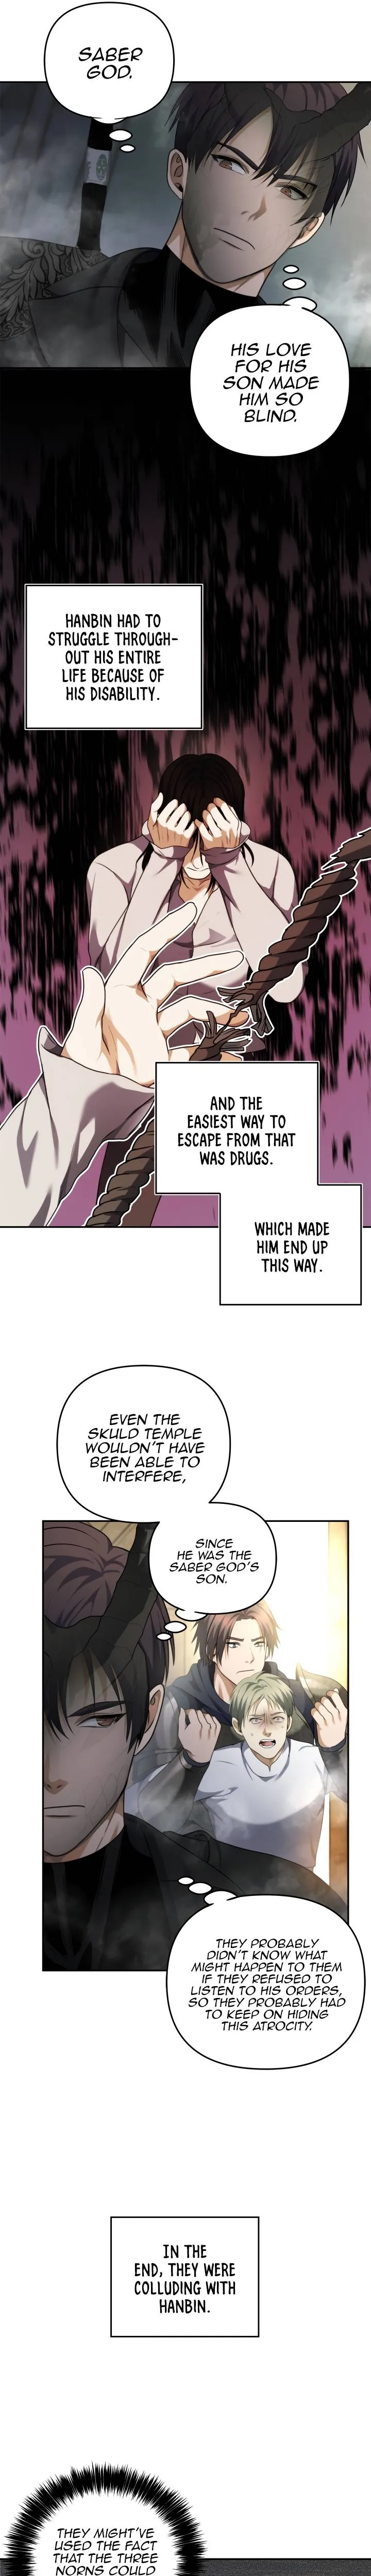 SABER
GOD.
HIS LOVE
FOR HIS
SON MADE
HIM SO
BLIND.
HANBIN HAD TO
STRUGGLE THROUGH-
OUT HIS ENTIRE
LIFE BECAUSE OF
HIS DISABILITY.
AND THE
EASIEST WAY TO
ESCAPE FROM THAT
WAS DRUGS.
WHICH MADE
HIM END UP
THIS WAY.
EVEN THE
SKULD TEMPLE
WOULDN'T HAVE
BEEN ABLE TO
INTERFERE,
SINCE
HE WAS THE
SABER GOD'S
SON.
THEY PROBABLY
DIDN'T KNOW WHAT
MIGHT HAPPEN TO THEM
IF THEY REFUSED TO
LISTEN TO HIS ORDERS,
SO THEY PROBABLY HAD
TO KEEP ON HIDING
THIS ATROCITY.
IN THE
END, THEY WERE
COLLUDING WITH
HANBIN.
THEY MIGHT'VE
USED THE FACT
THAT THE THREE
NORNS COULD